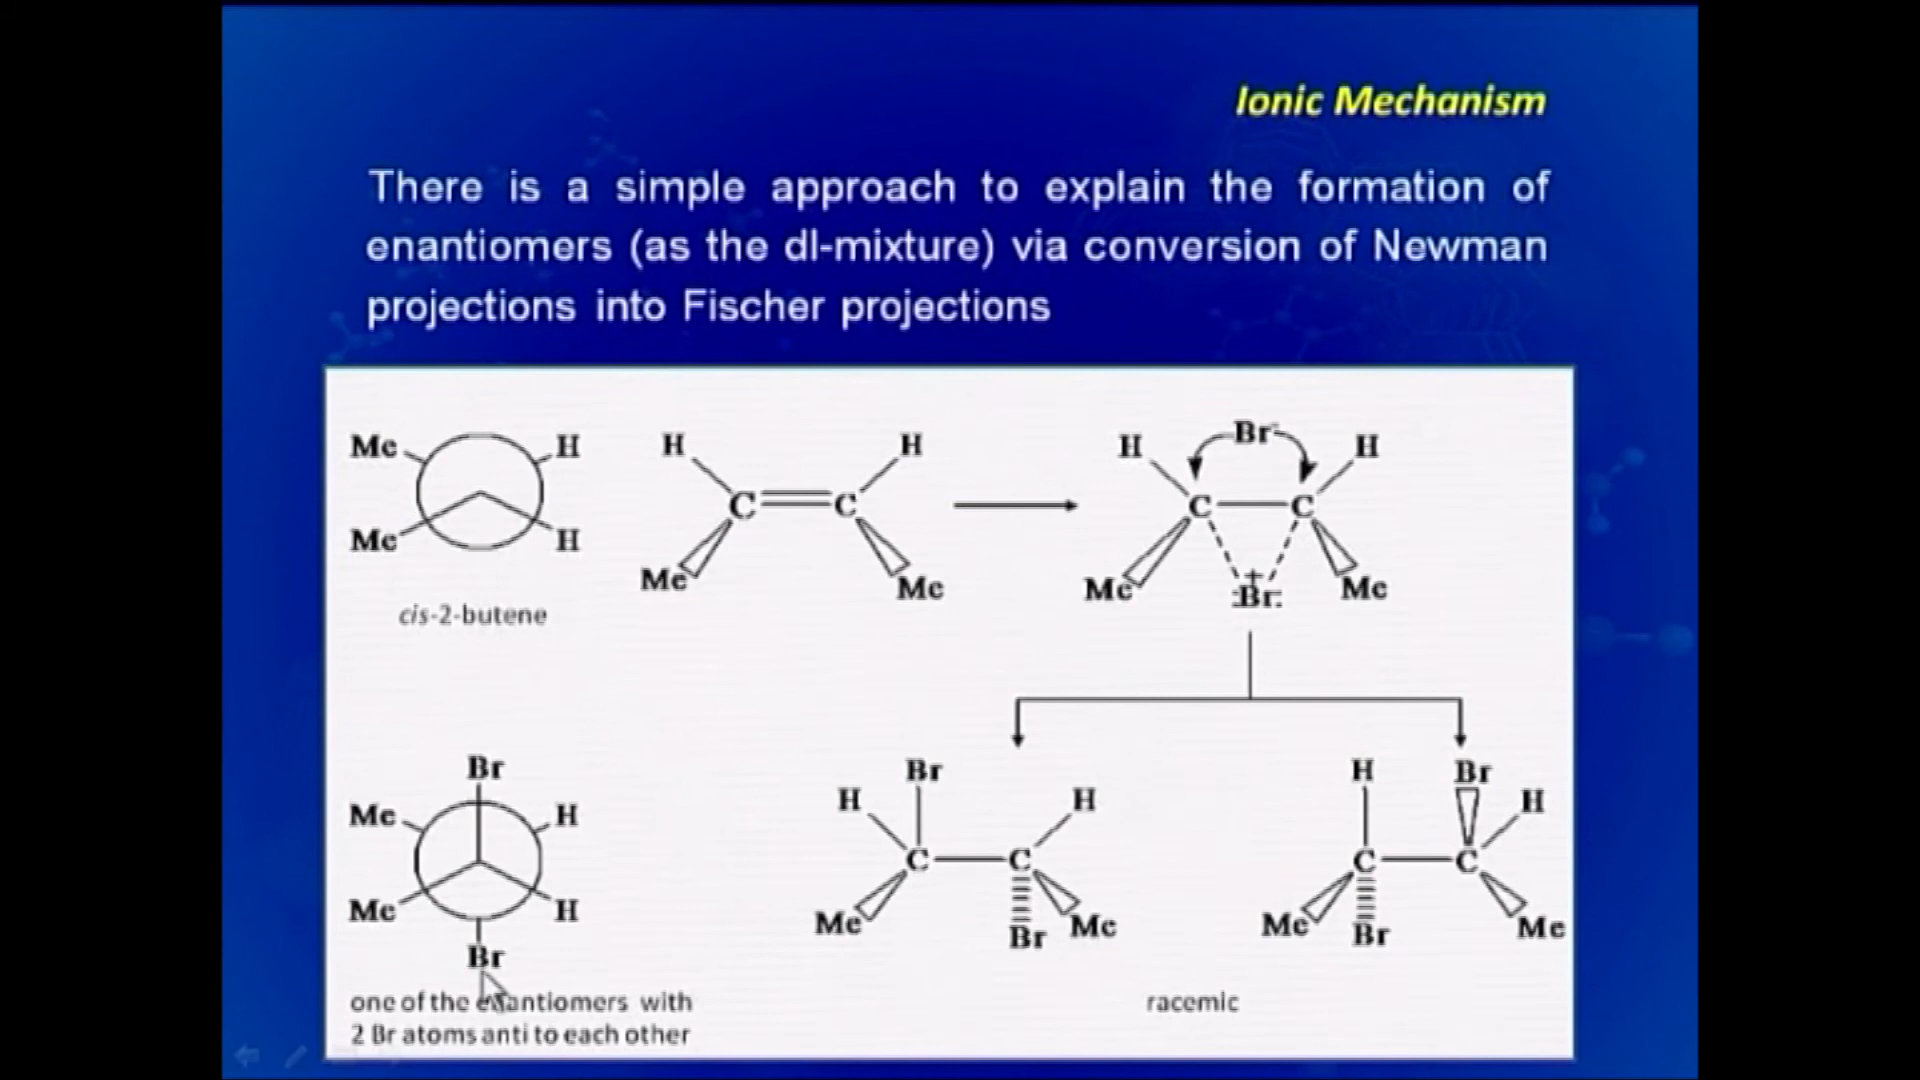 Ionic Mechanism
There is a simple approach to explain the formation of
enantiomers (as the dl-mixture) via conversion of Newman
projections into Fischer projections
Me H H H H Br⁻ H
C C C C
Me H Me Me Me :Br: + Me
cis-2-butene
Br Br H Br
Me H H H H
C C C C
Me H Me Br Me Me Br Me
Br
one of the enantiomers with racemic
2 Br atoms anti to each other